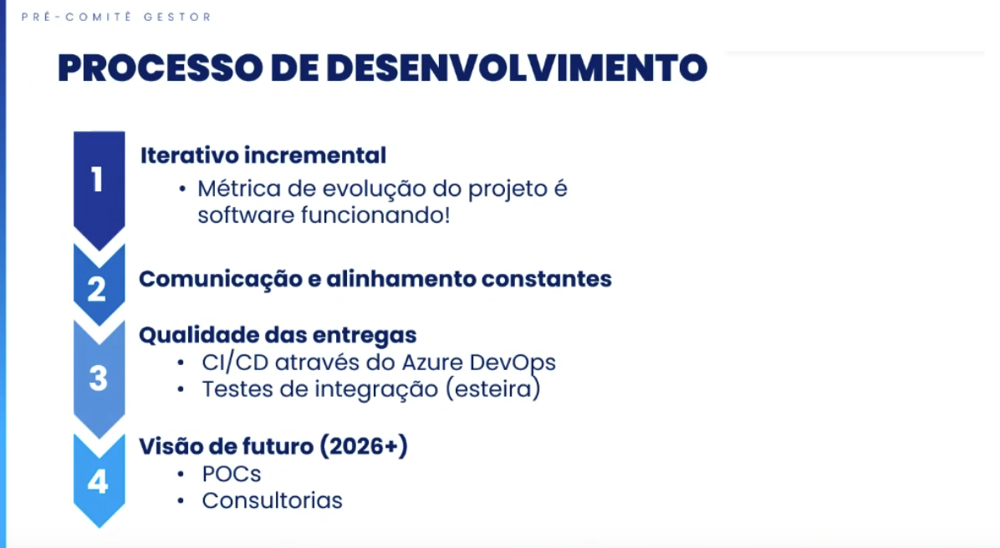 PRÉ-COMITÊ GESTOR
PROCESSO DE DESENVOLVIMENTO
1
Iterativo incremental
• Métrica de evolução do projeto é
software funcionando!
2
Comunicação e alinhamento constantes
3
Qualidade das entregas
• CI/CD através do Azure DevOps
• Testes de integração (esteira)
4
Visão de futuro (2026+)
• POCs
• Consultorias